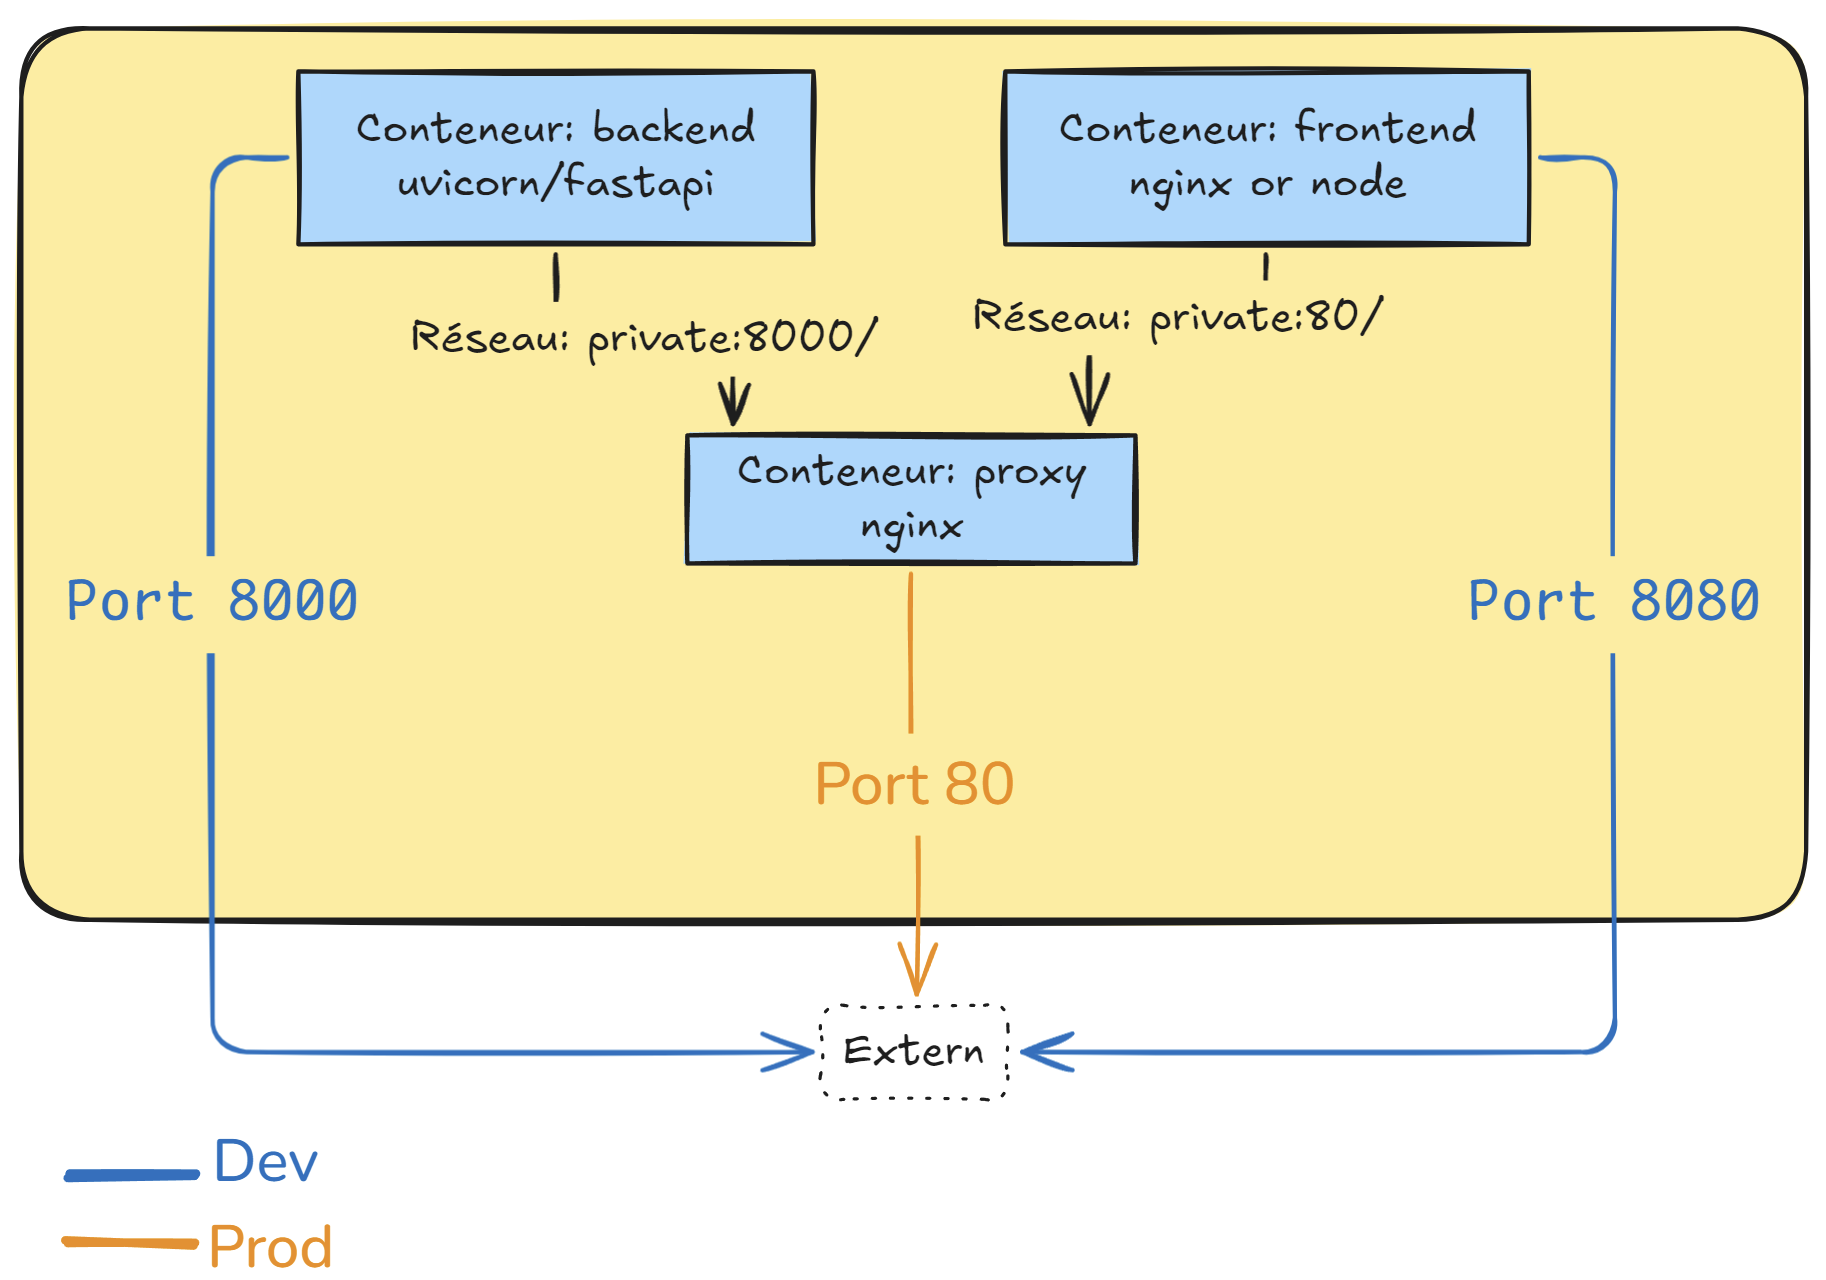 Conteneur: backend
uvicorn/fastapi
Conteneur: frontend
nginx or node
Réseau: private:8000/
Réseau: private:80/
Conteneur: proxy
nginx
Port 8000
Port 8080
Port 80
Extern
Dev
Prod